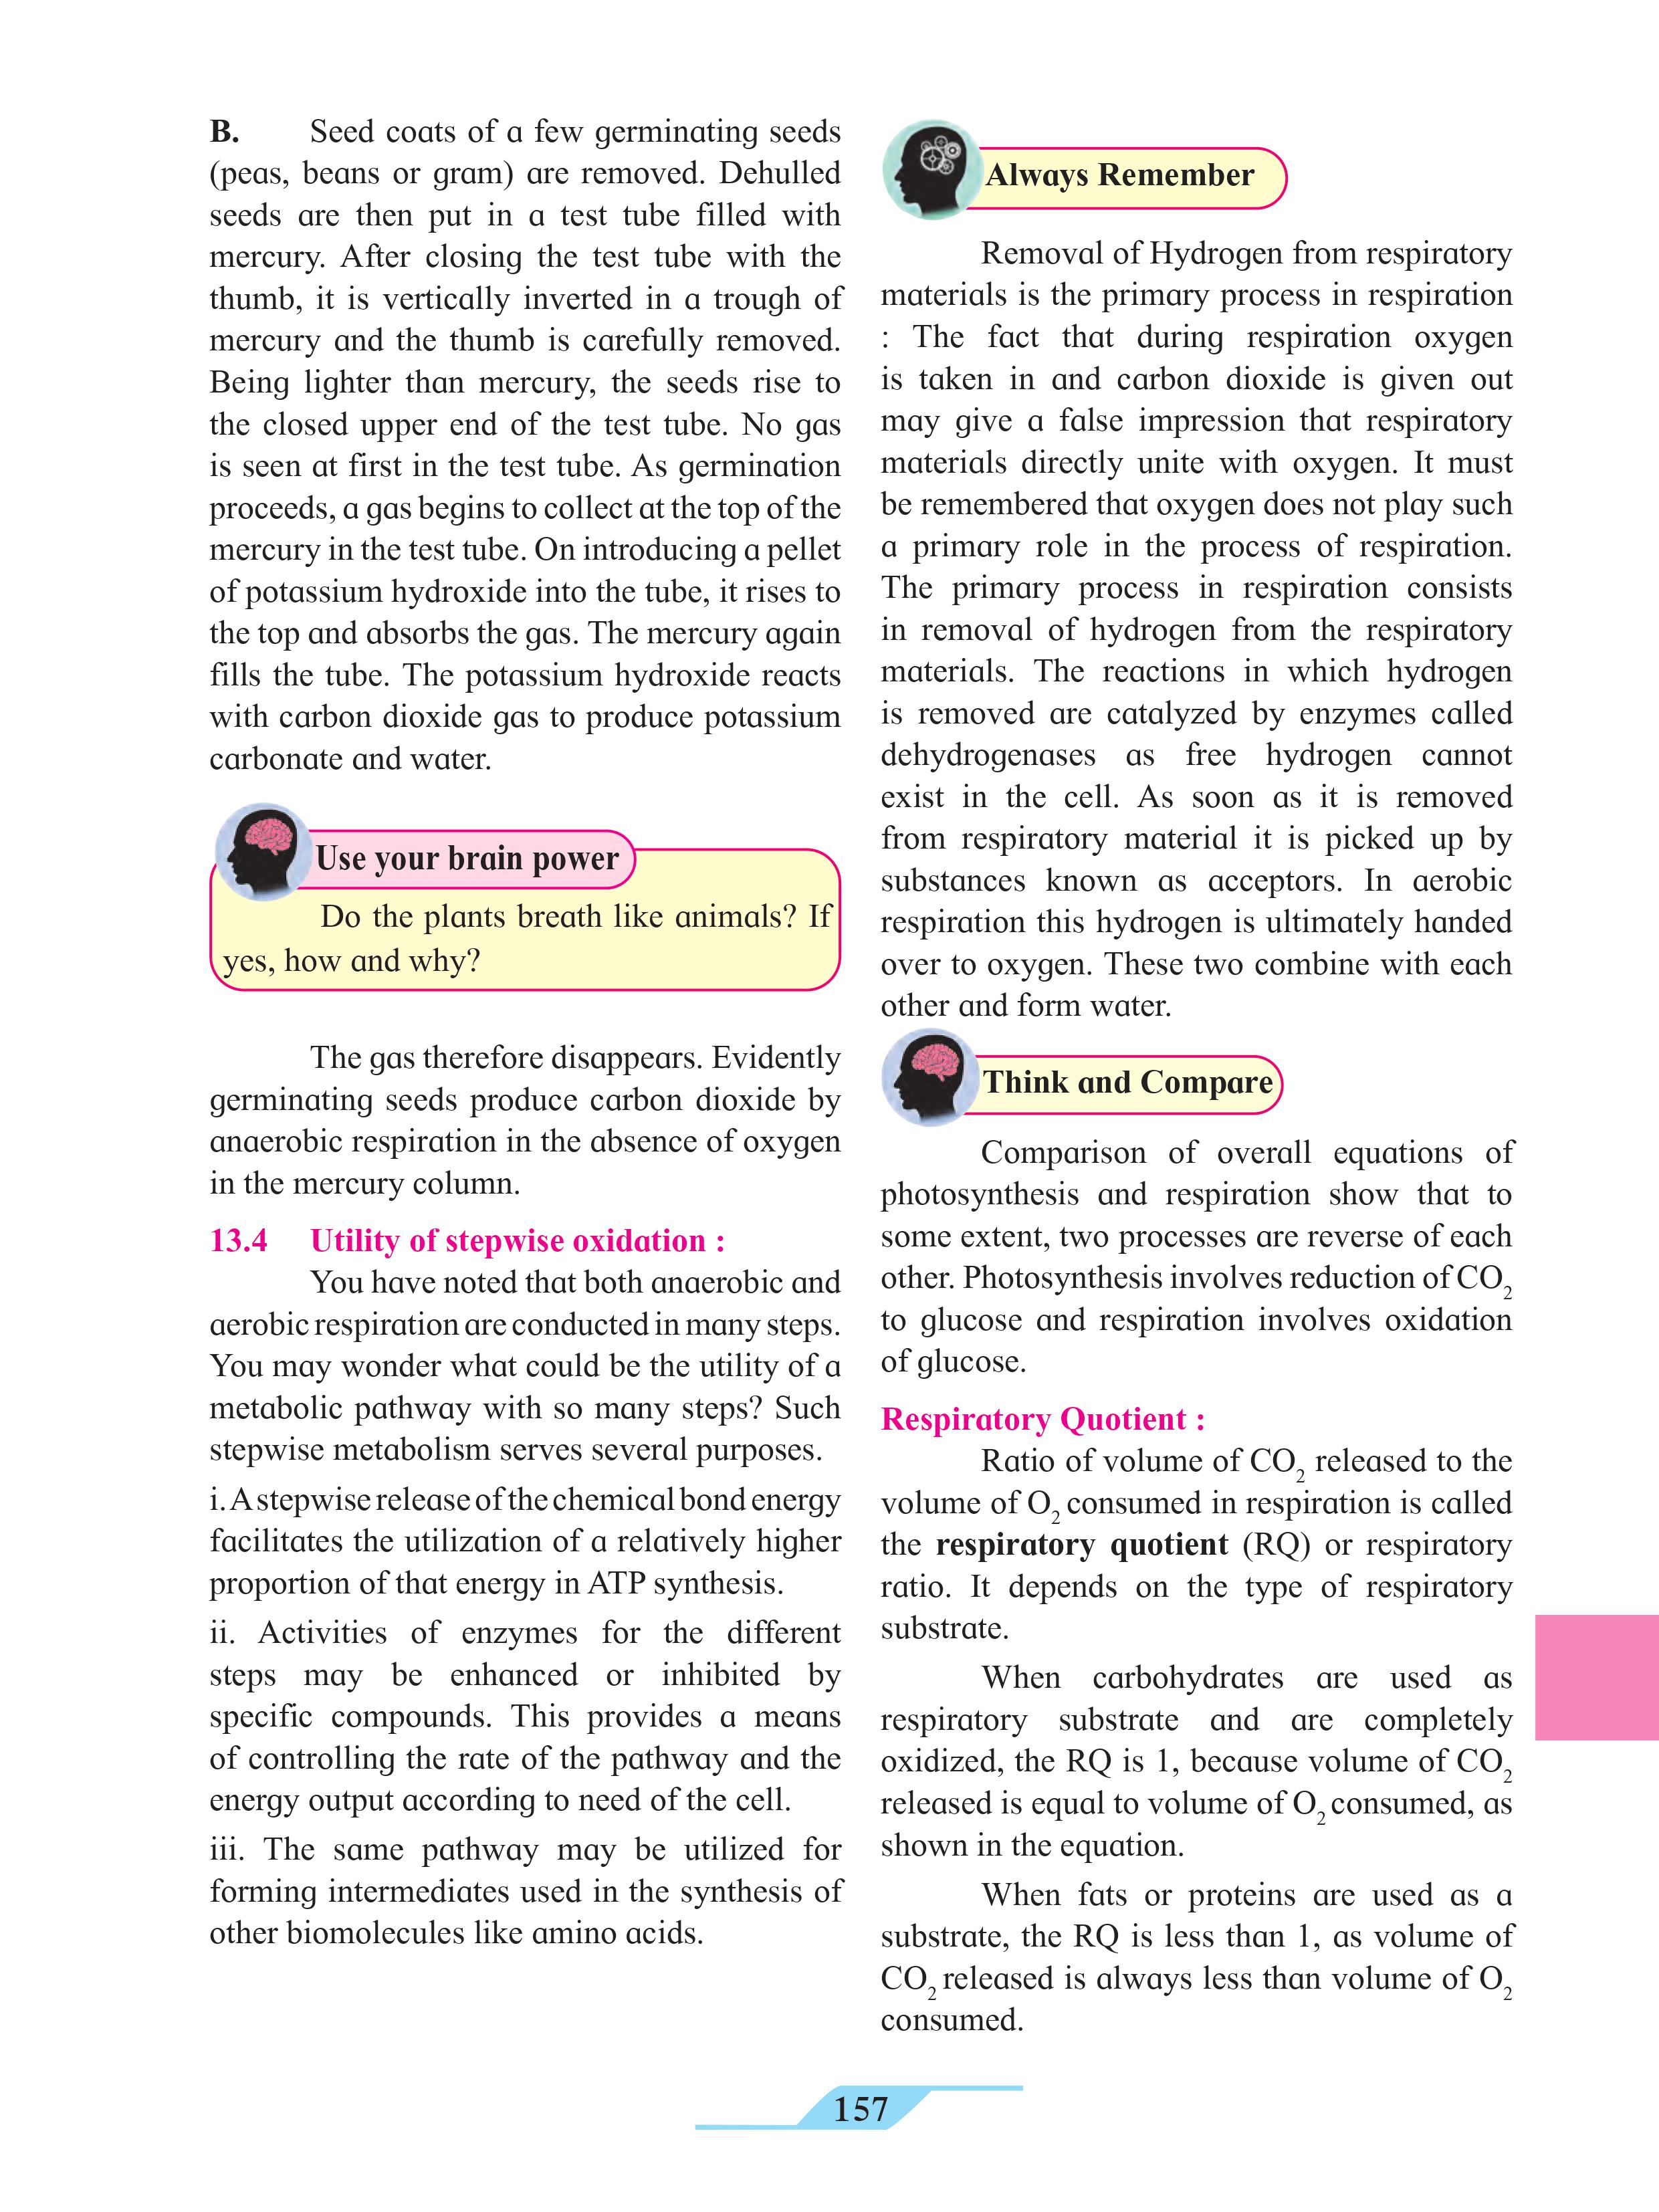 B. Seed coats of a few germinating seeds
(peas, beans or gram) are removed. Dehulled
seeds are then put in a test tube filled with
mercury. After closing the test tube with the
thumb, it is vertically inverted in a trough of
mercury and the thumb is carefully removed.
Being lighter than mercury, the seeds rise to
the closed upper end of the test tube. No gas
is seen at first in the test tube. As germination
proceeds, a gas begins to collect at the top of the
mercury in the test tube. On introducing a pellet
of potassium hydroxide into the tube, it rises to
the top and absorbs the gas. The mercury again
fills the tube. The potassium hydroxide reacts
with carbon dioxide gas to produce potassium
carbonate and water.
Use your brain power
Do the plants breath like animals? If
yes, how and why?
The gas therefore disappears. Evidently
germinating seeds produce carbon dioxide by
anaerobic respiration in the absence of oxygen
in the mercury column.
13.4 Utility of stepwise oxidation :
You have noted that both anaerobic and
aerobic respiration are conducted in many steps.
You may wonder what could be the utility of a
metabolic pathway with so many steps? Such
stepwise metabolism serves several purposes.
i. A stepwise release of the chemical bond energy
facilitates the utilization of a relatively higher
proportion of that energy in ATP synthesis.
ii. Activities of enzymes for the different
steps may be enhanced or inhibited by
specific compounds. This provides a means
of controlling the rate of the pathway and the
energy output according to need of the cell.
iii. The same pathway may be utilized for
forming intermediates used in the synthesis of
other biomolecules like amino acids.
Always Remember
Removal of Hydrogen from respiratory
materials is the primary process in respiration
: The fact that during respiration oxygen
is taken in and carbon dioxide is given out
may give a false impression that respiratory
materials directly unite with oxygen. It must
be remembered that oxygen does not play such
a primary role in the process of respiration.
The primary process in respiration consists
in removal of hydrogen from the respiratory
materials. The reactions in which hydrogen
is removed are catalyzed by enzymes called
dehydrogenases as free hydrogen cannot
exist in the cell. As soon as it is removed
from respiratory material it is picked up by
substances known as acceptors. In aerobic
respiration this hydrogen is ultimately handed
over to oxygen. These two combine with each
other and form water.
Think and Compare
Comparison of overall equations of
photosynthesis and respiration show that to
some extent, two processes are reverse of each
other. Photosynthesis involves reduction of CO₂
to glucose and respiration involves oxidation
of glucose.
Respiratory Quotient :
Ratio of volume of CO₂ released to the
volume of O₂ consumed in respiration is called
the respiratory quotient (RQ) or respiratory
ratio. It depends on the type of respiratory
substrate.
When carbohydrates are used as
respiratory substrate and are completely
oxidized, the RQ is 1, because volume of CO₂
released is equal to volume of O₂ consumed, as
shown in the equation.
When fats or proteins are used as a
substrate, the RQ is less than 1, as volume of
CO₂ released is always less than volume of O₂
consumed.
157